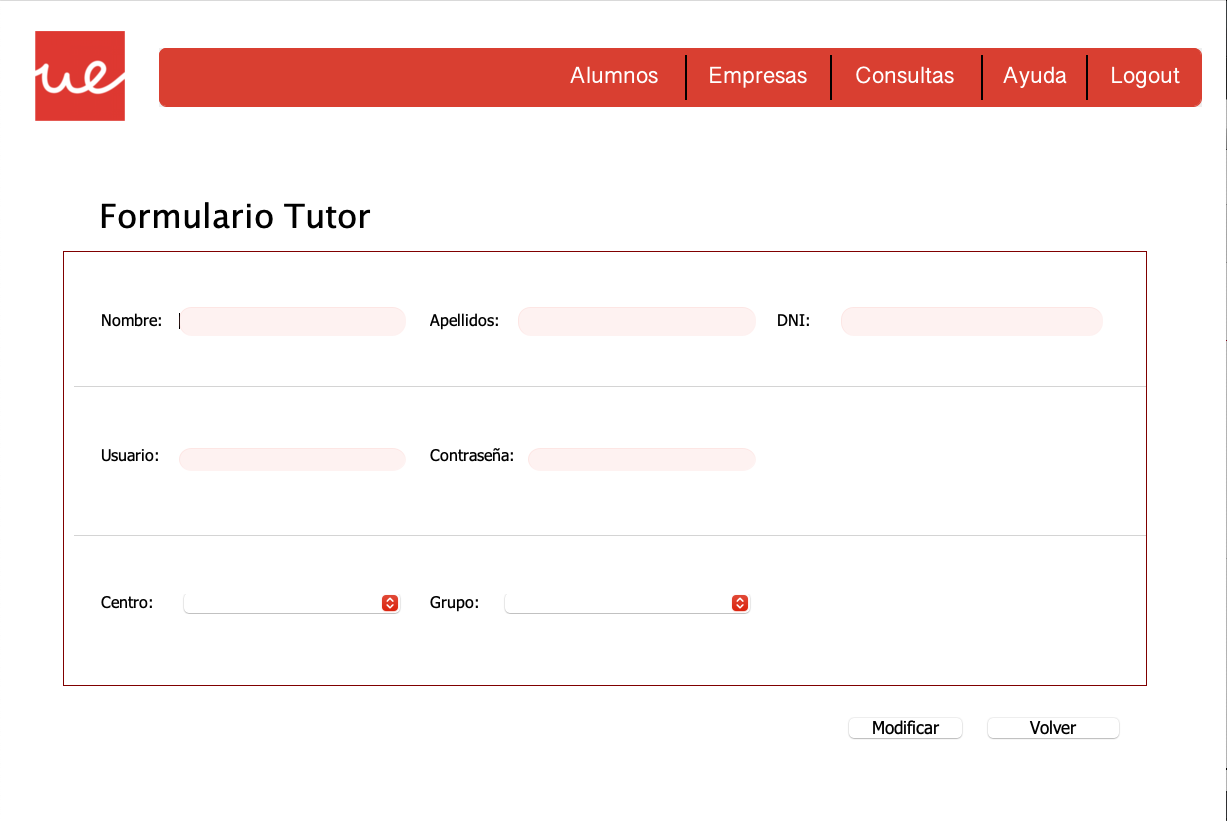 ue
Alumnos Empresas Consultas Ayuda Logout
Formulario Tutor
Nombre: Apellidos: DNI:
Usuario: Contraseña:
Centro: Grupo:
Modificar Volver